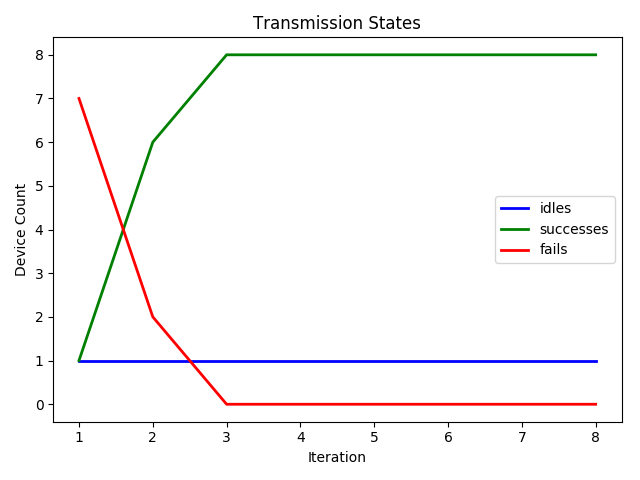 Transmission States
8
7
6
5
4
3
2
1
0
Device Count
idles
successes
fails
1 2 3 4 5 6 7 8
Iteration